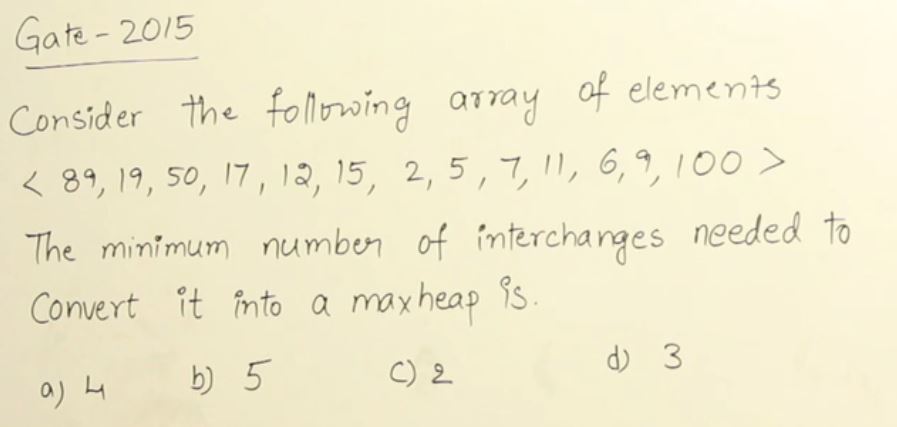 Gate - 2015
Consider the following array of elements
< 89, 19, 50, 17, 12, 15, 2, 5, 7, 11, 6, 9, 100 >
The minimum number of interchanges needed to
Convert it into a maxheap is.
a) 4 b) 5 c) 2 d) 3